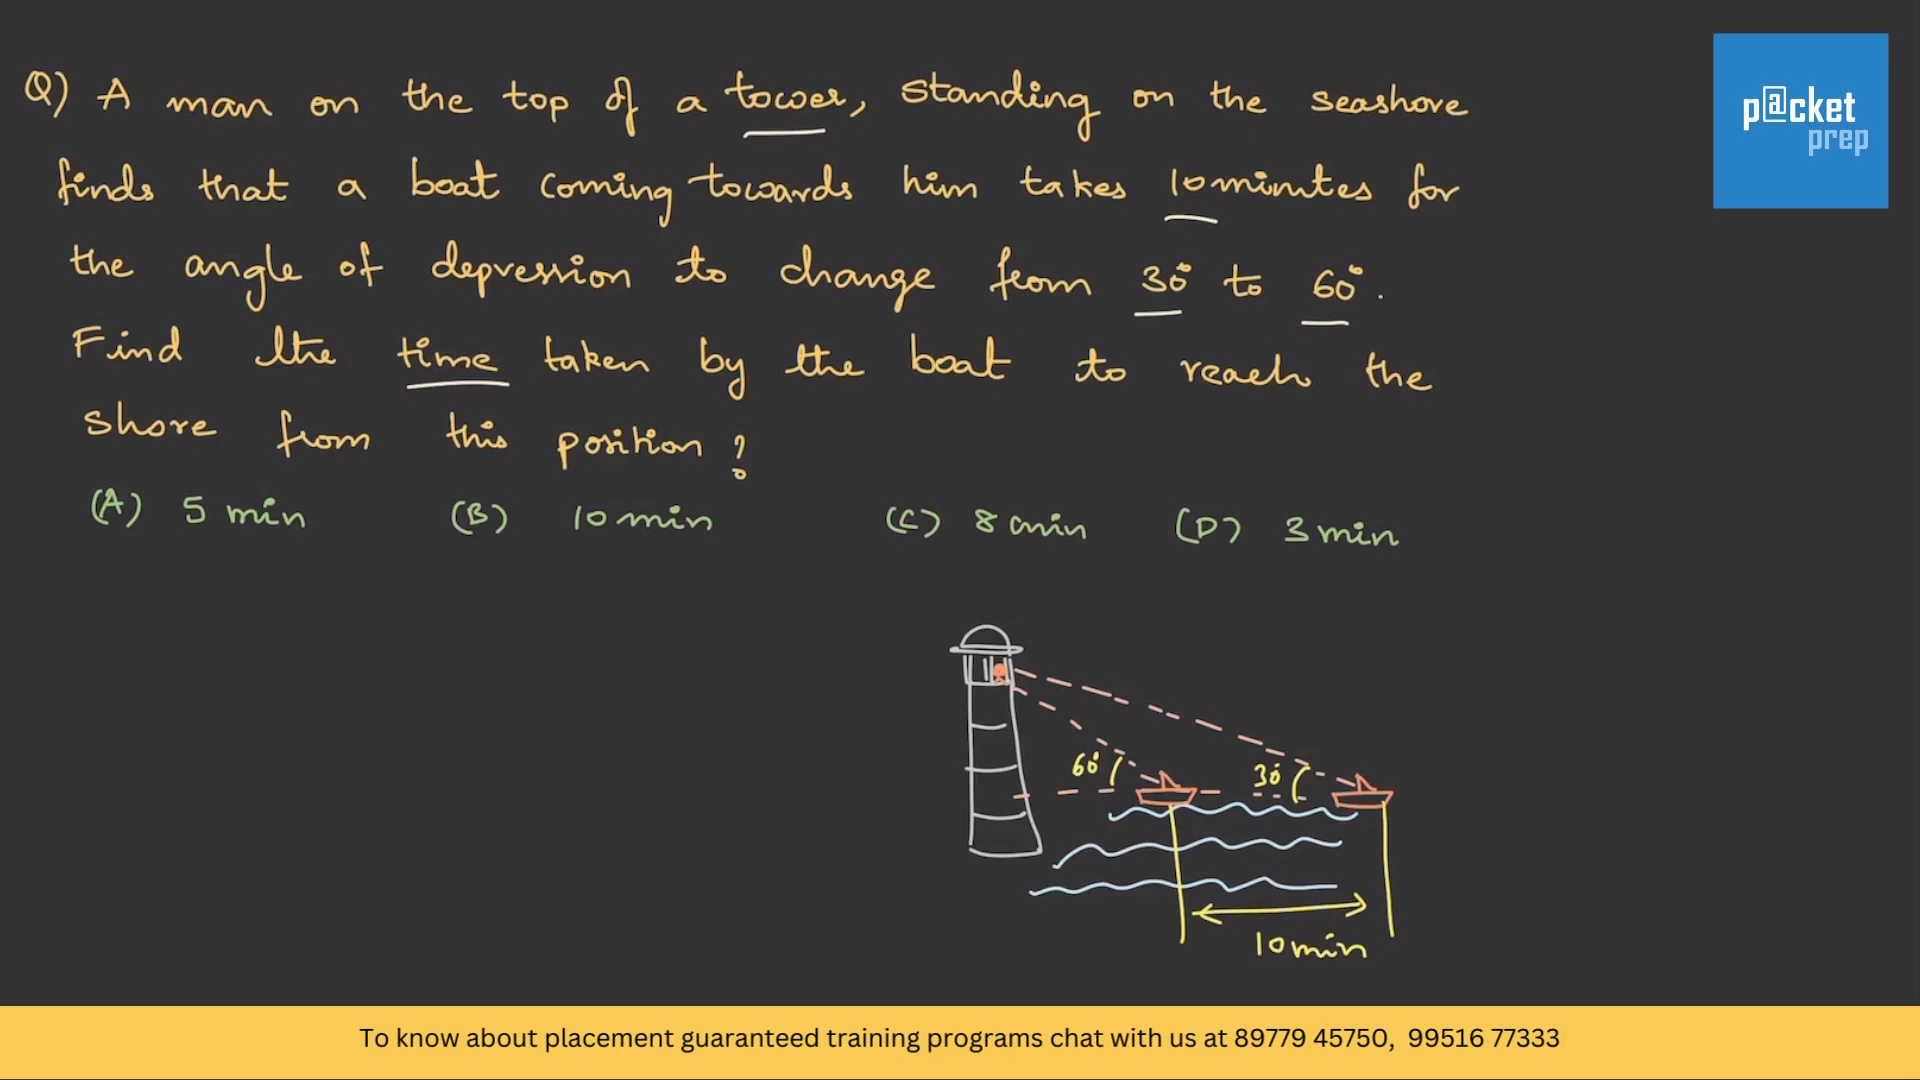 Q) A man on the top of a tower, standing on the seashore
finds that a boat coming towards him takes 10 minutes for
the angle of depression to change from 30° to 60°.
Find the time taken by the boat to reach the
shore from this position?
(A) 5 min (B) 10 min (C) 8 min (D) 3 min
60° 30°
10 min
p@cket
prep
To know about placement guaranteed training programs chat with us at 89779 45750, 99516 77333